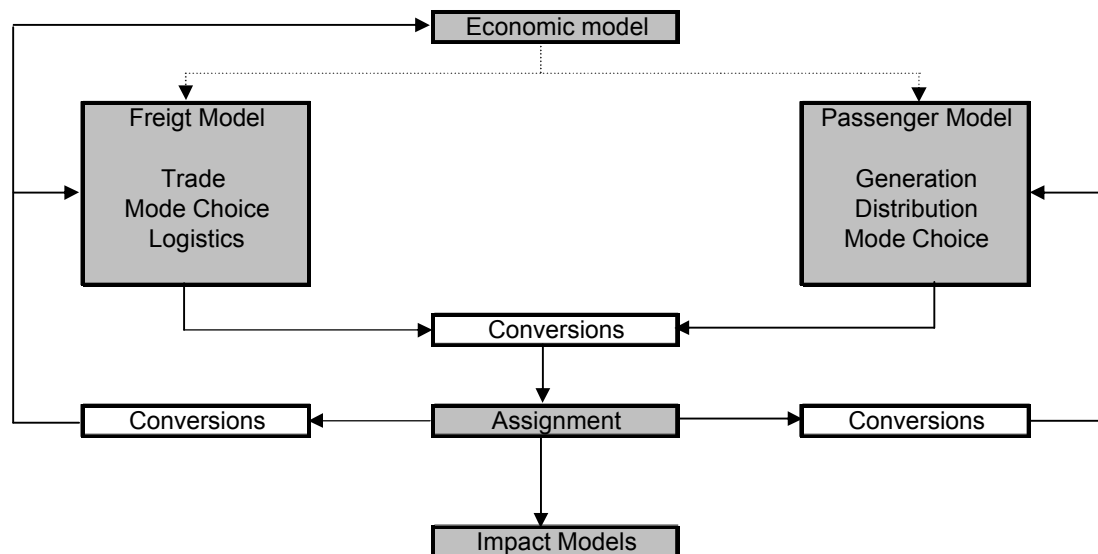 Economic model
Freigt Model
Trade
Mode Choice
Logistics
Passenger Model
Generation
Distribution
Mode Choice
Conversions
Conversions
Assignment
Conversions
Impact Models